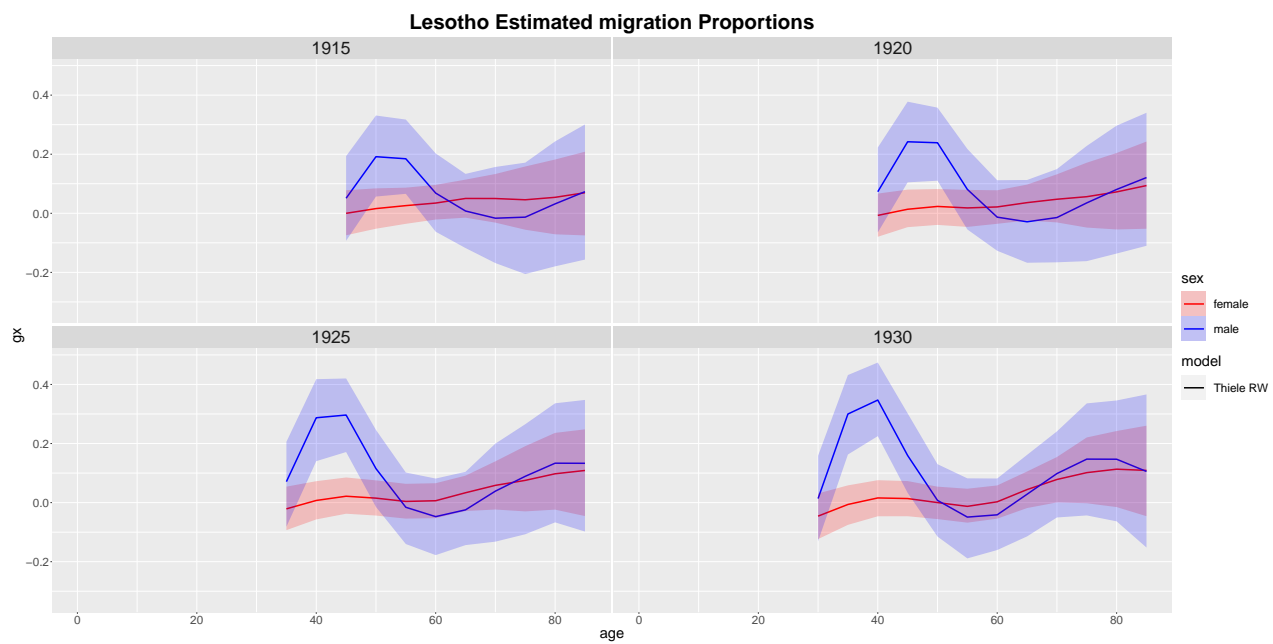 Lesotho Estimated migration Proportions
1915
1920
0.4
0.2
0.0
−0.2
gx
1925
1930
0.4
0.2
0.0
−0.2
0 20 40 60 80 0 20 40 60 80
age
sex
female
male
model
Thiele RW